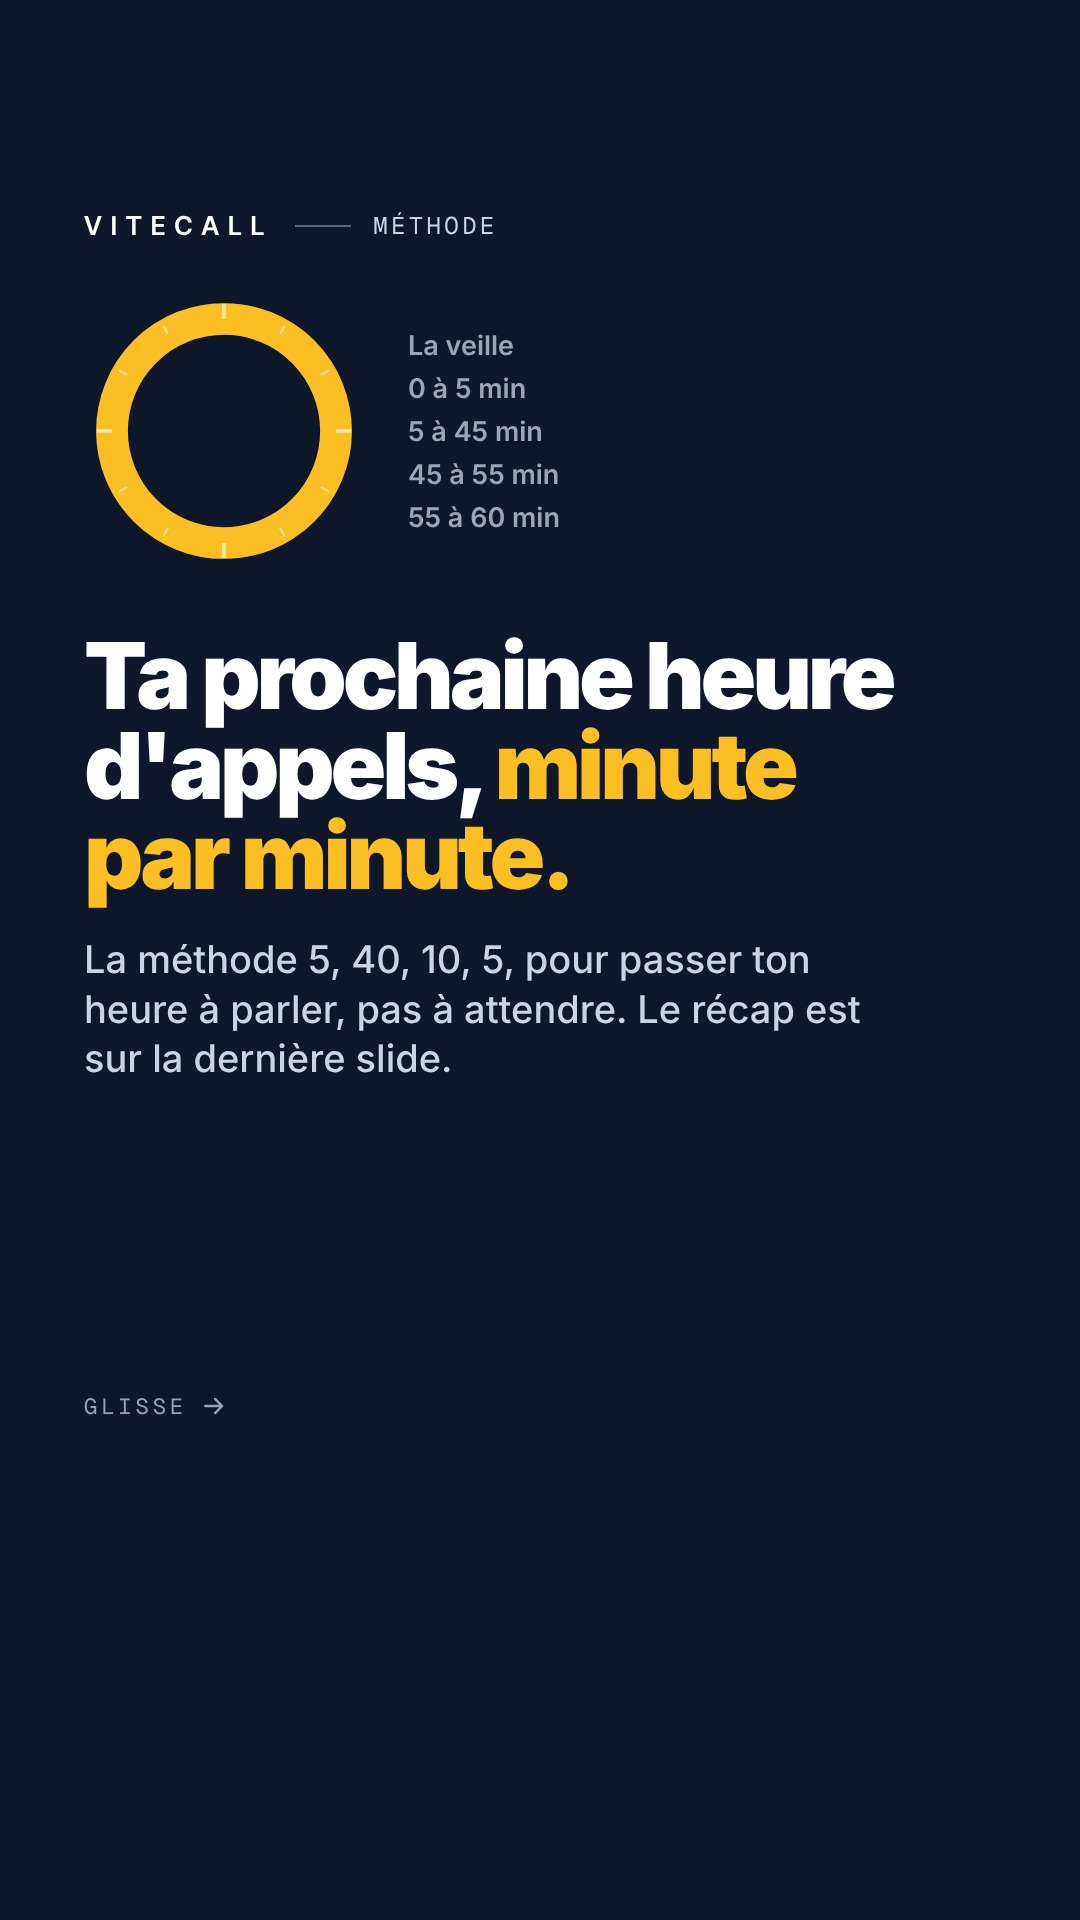 VITECALL — MÉTHODE
La veille
0 à 5 min
5 à 45 min
45 à 55 min
55 à 60 min
Ta prochaine heure
d'appels, minute
par minute.
La méthode 5, 40, 10, 5, pour passer ton
heure à parler, pas à attendre. Le récap est
sur la dernière slide.
GLISSE →